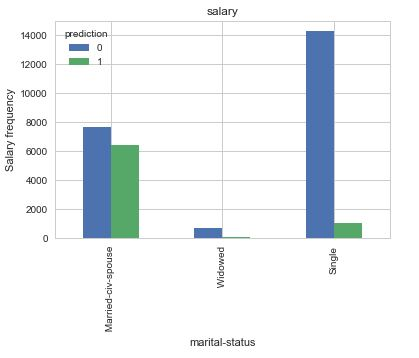 salary
prediction
0
1
Salary frequency
14000
12000
10000
8000
6000
4000
2000
0
Married-civ-spouse
Widowed
Single
marital-status